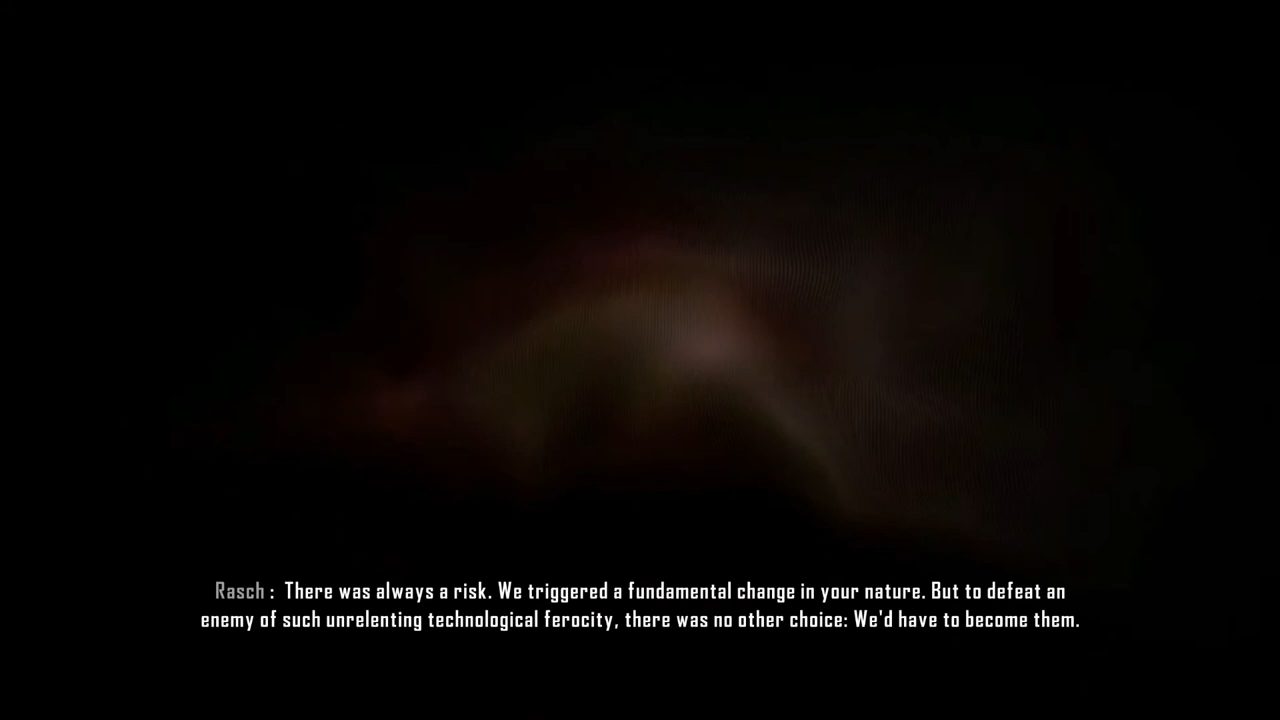 Rasch : There was always a risk. We triggered a fundamental change in your nature. But to defeat an
enemy of such unrelenting technological ferocity, there was no other choice: We'd have to become them.